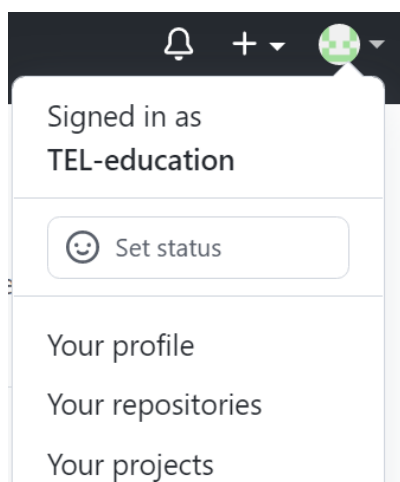 Signed in as
TEL-education
Set status
Your profile
Your repositories
Your projects